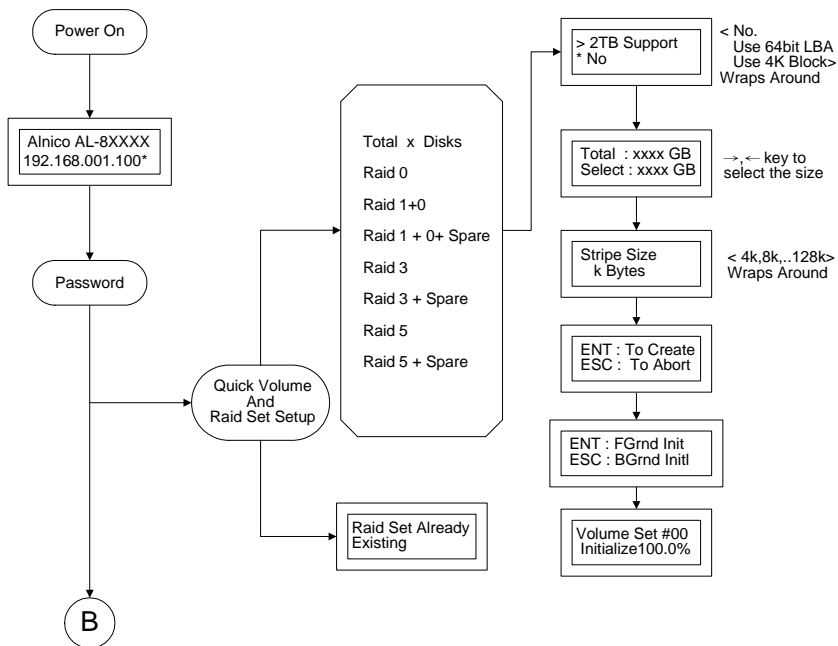 Power On
Alnico AL-8XXXX
192.168.001.100*
Password
Quick Volume
And
Raid Set Setup
B
Total x Disks
Raid 0
Raid 1+0
Raid 1 + 0+ Spare
Raid 3
Raid 3 + Spare
Raid 5
Raid 5 + Spare
Raid Set Already
Existing
> 2TB Support
* No
< No.
Use 64bit LBA
Use 4K Block>
Wraps Around
Total : xxxx GB
Select : xxxx GB
→,← key to
select the size
Stripe Size
k Bytes
< 4k,8k,..128k>
Wraps Around
ENT : To Create
ESC : To Abort
ENT : FGrnd Init
ESC : BGrnd Initl
Volume Set #00
Initialize100.0%